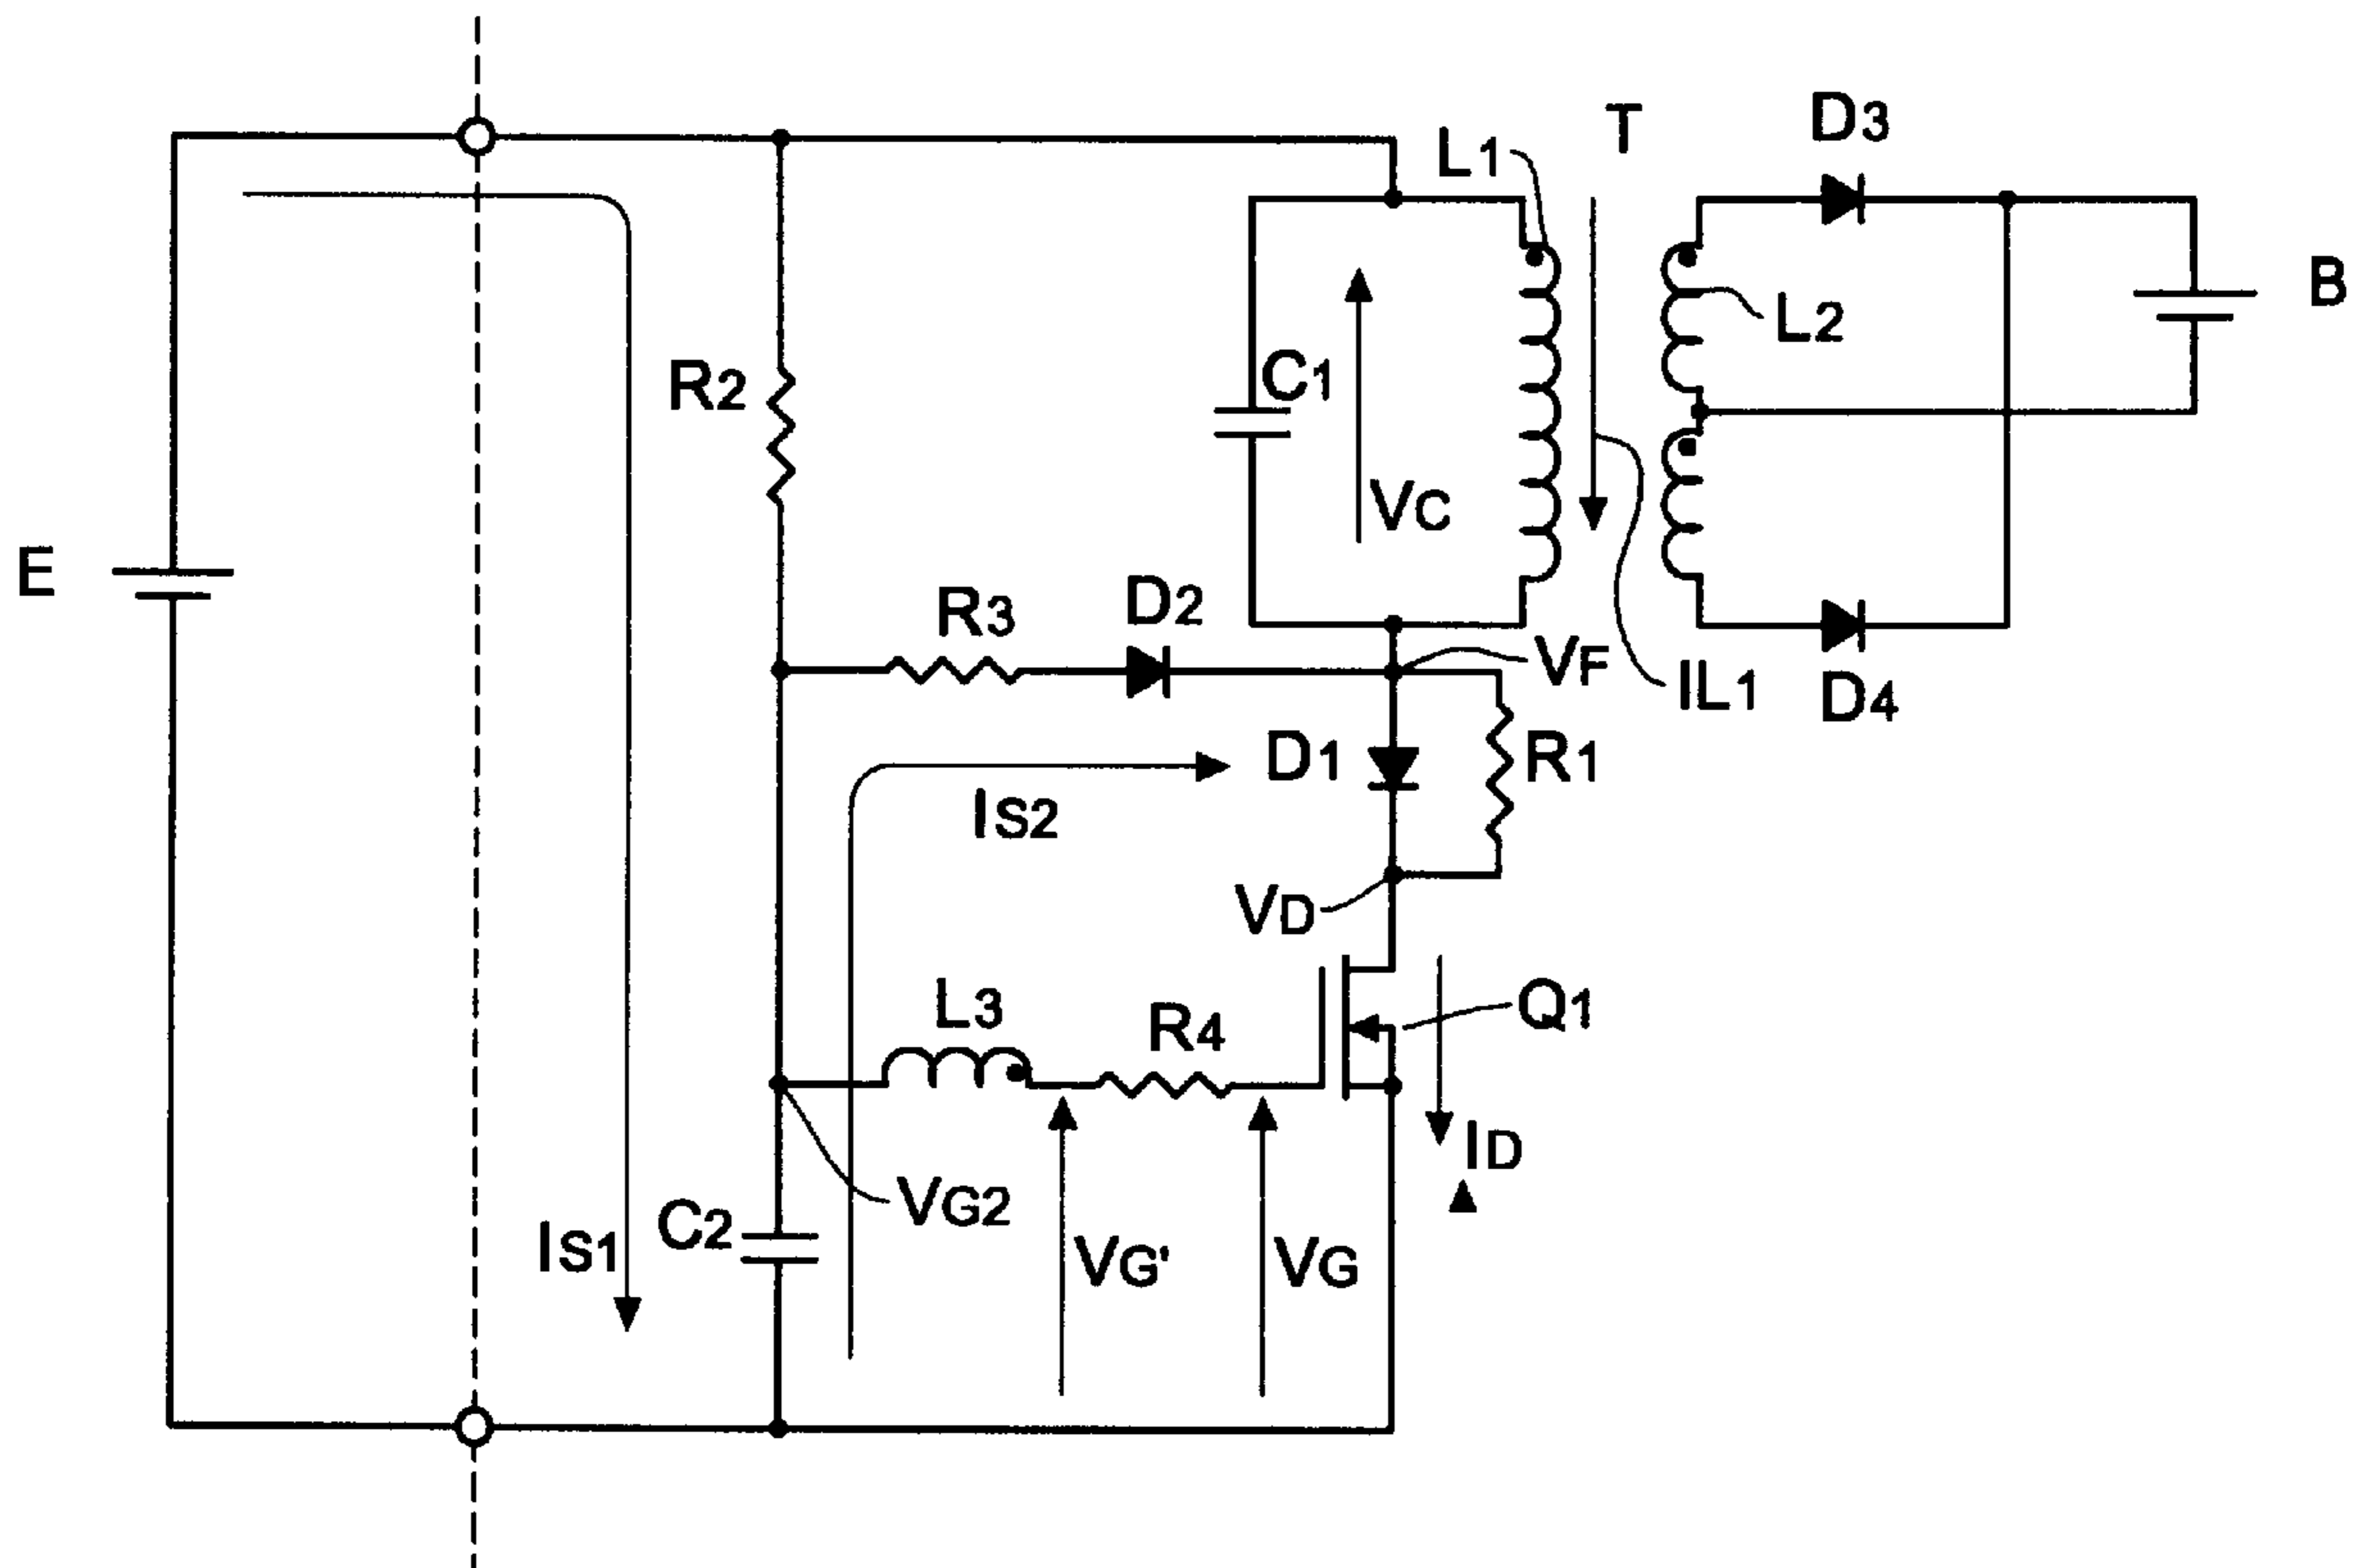 T
D3
L1
B
L2
R2
C1
VC
E
D2
R3
VF
IL1
D4
D1
R1
IS2
VD
L3
R4
Q1
ID
VG2
C2
IS1
VG'
VG